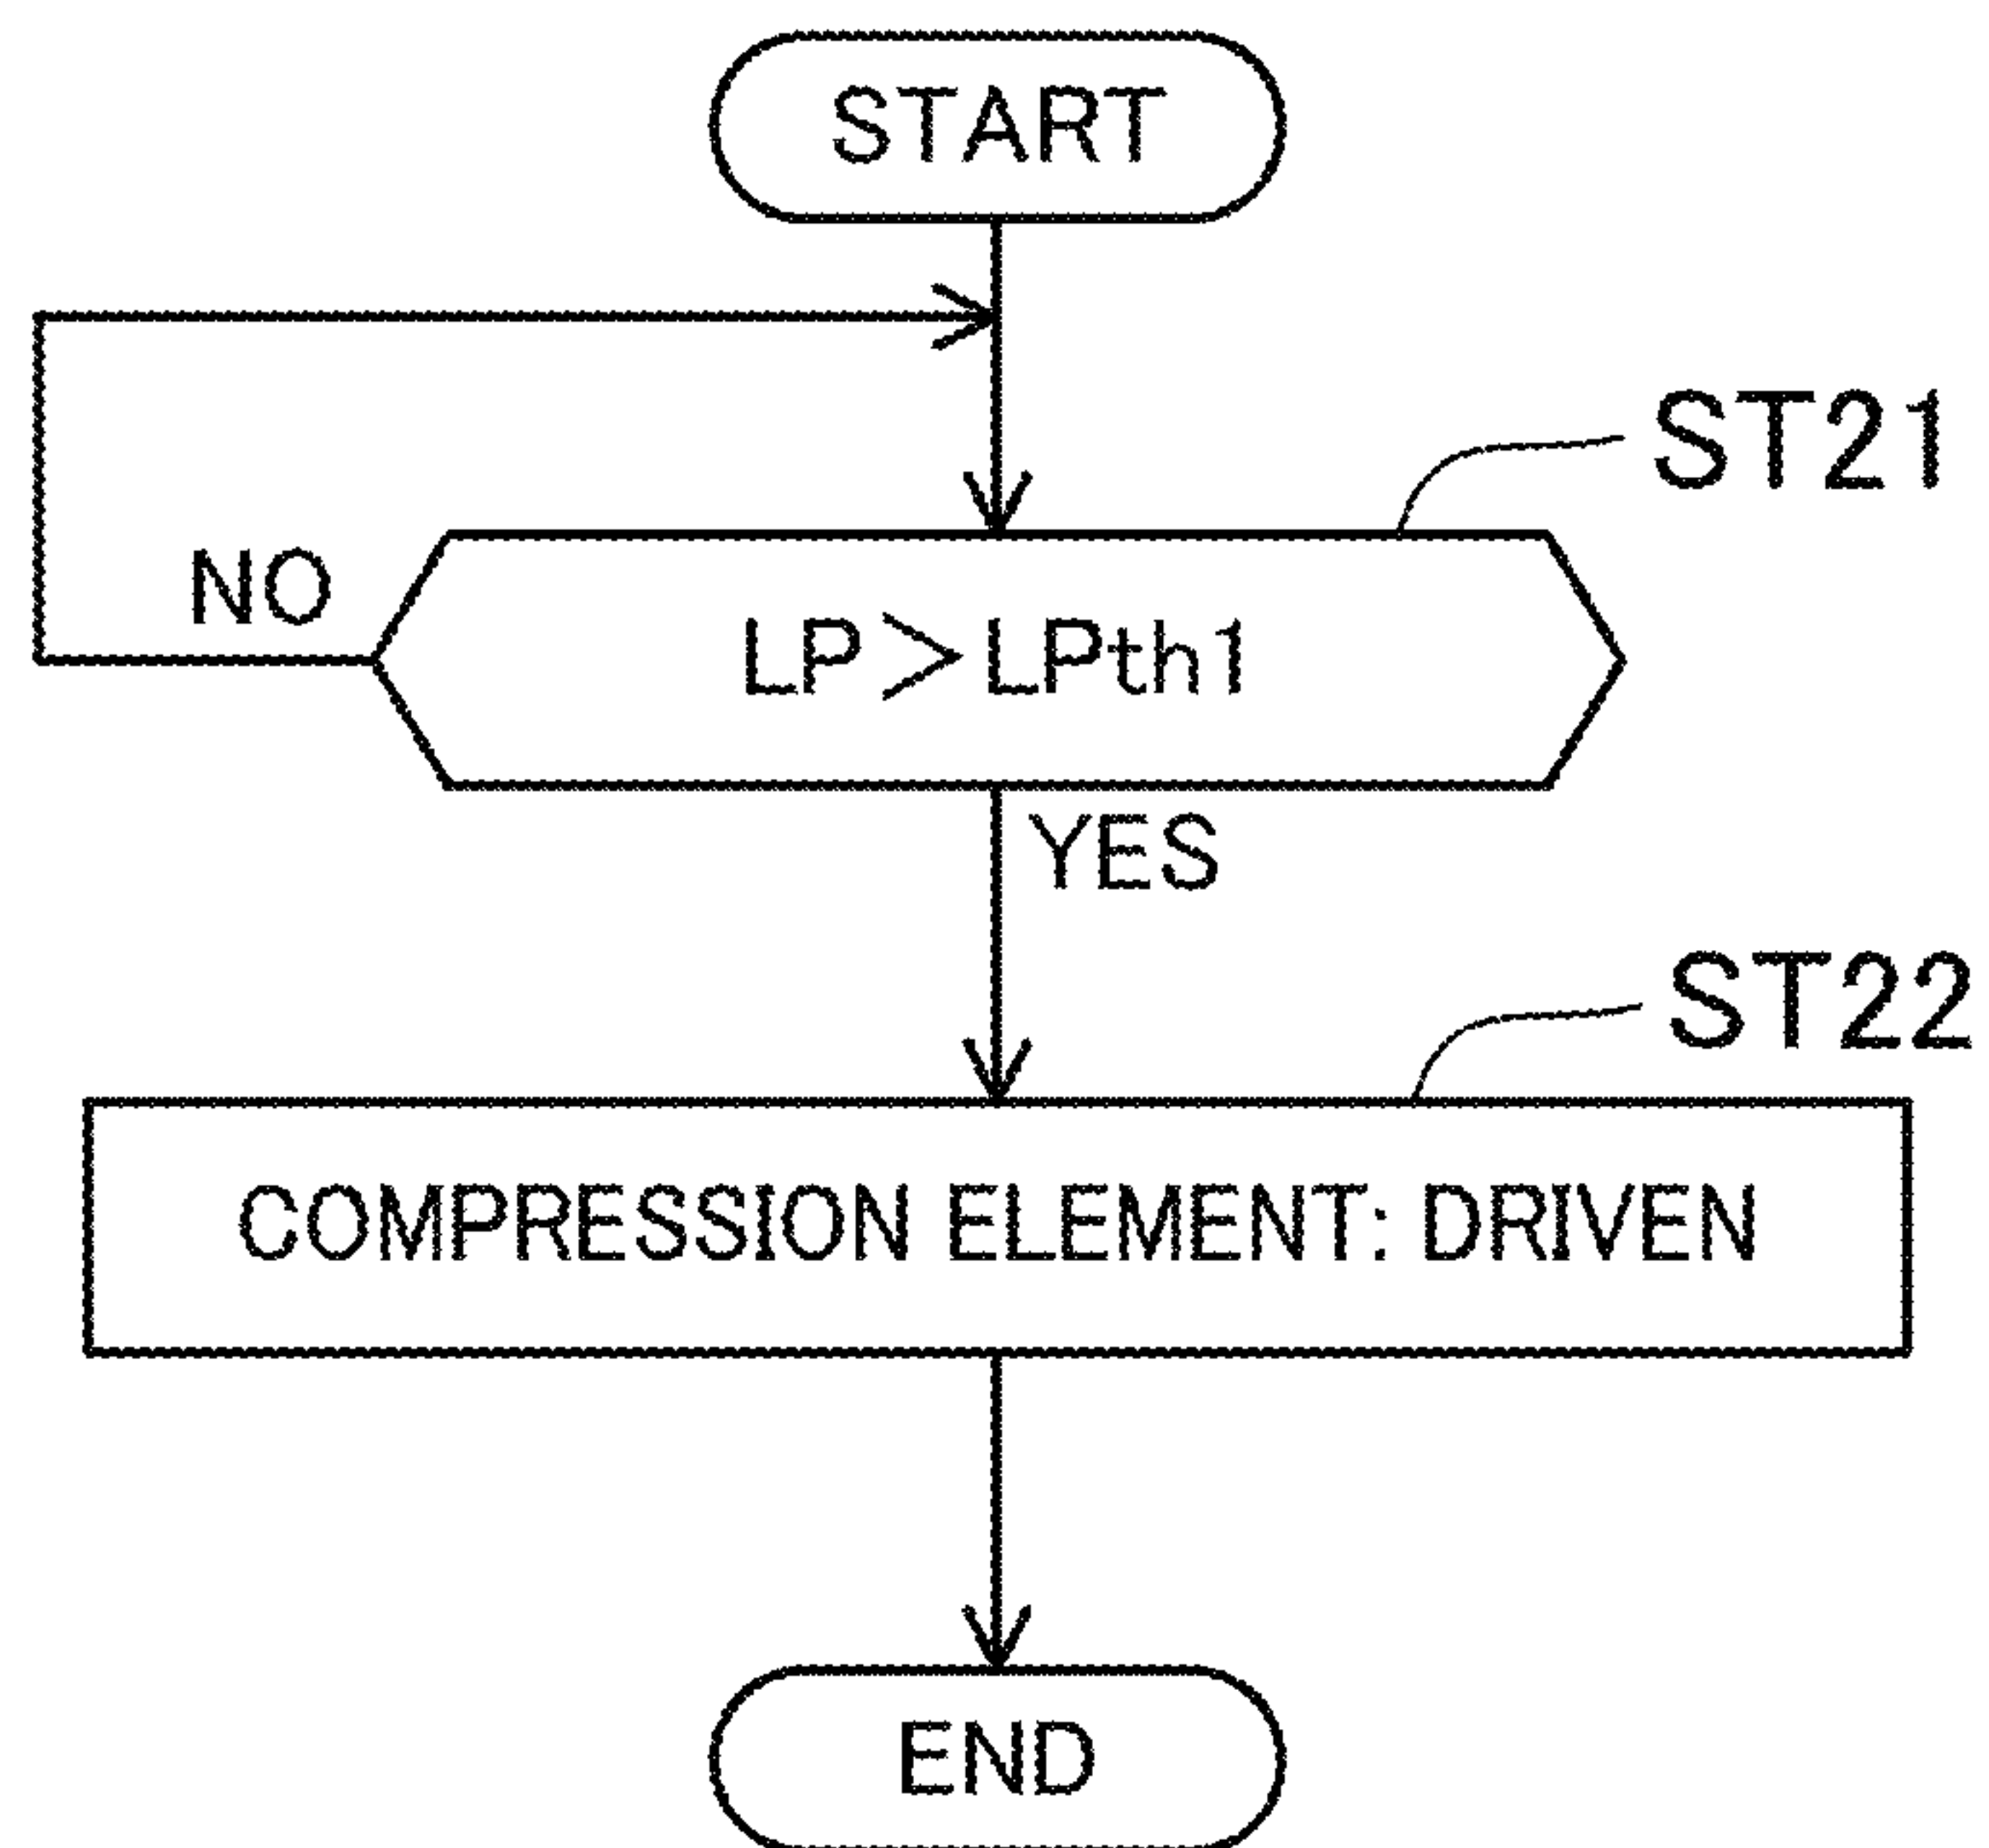 START
ST21
NO
LP＞LPth1
YES
ST22
COMPRESSION ELEMENT: DRIVEN
END